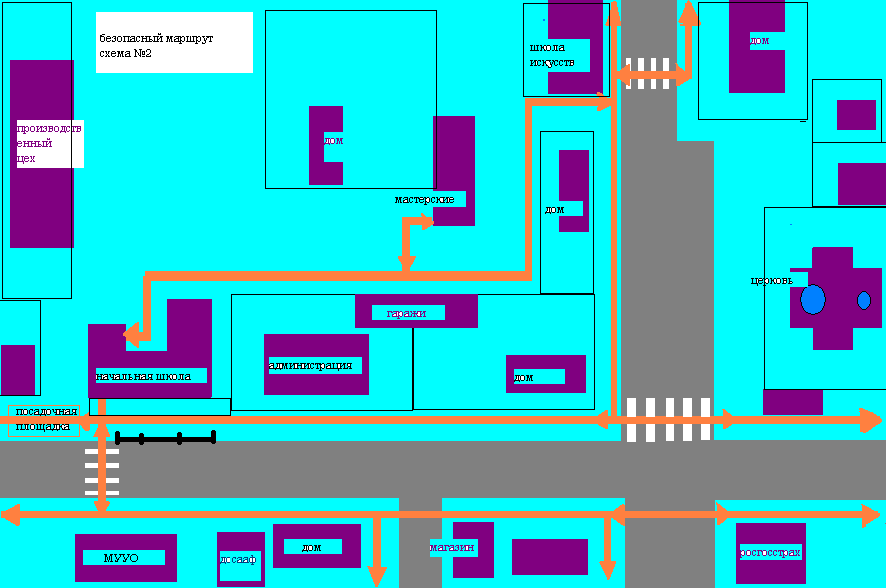 безопасный маршрут
схема №2
школа
искусств
дом
производств
енный
цех
дом
мастерские
дом
церковь
гаражи
начальная школа
администрация
дом
посадочная
площадка
МУУО
досааф
дом
магазин
росгосстрах